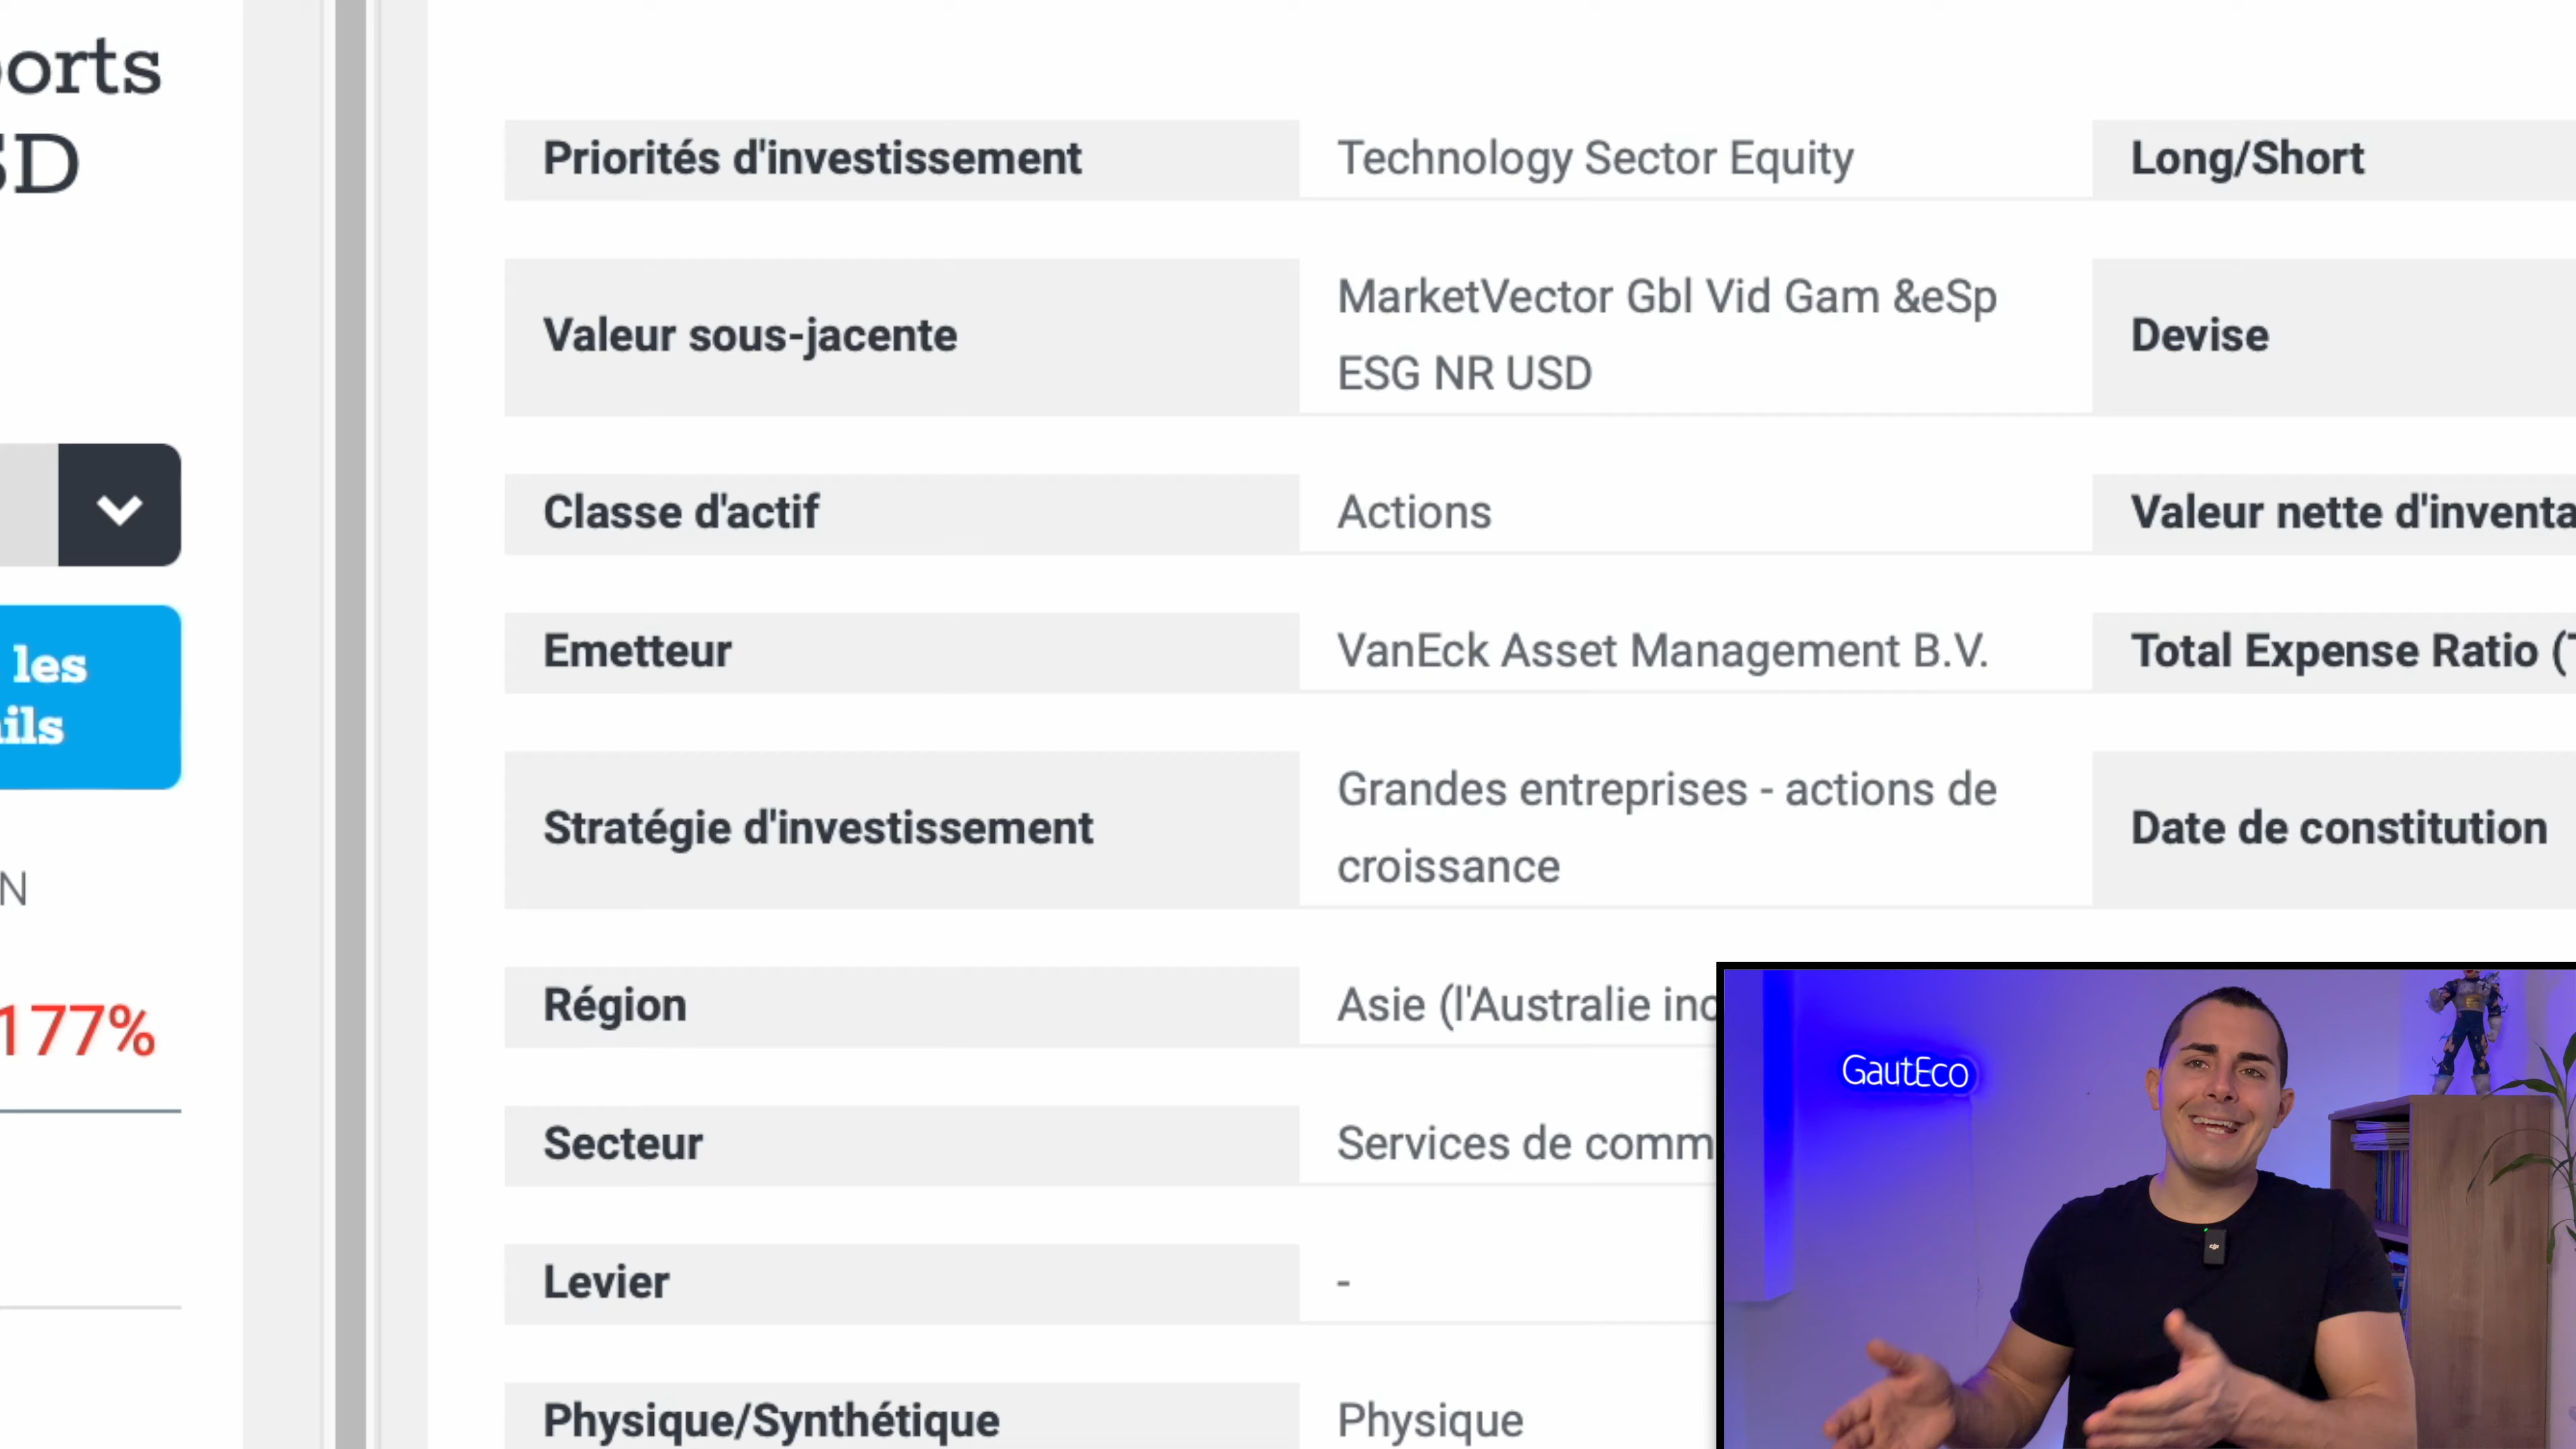 orts
SD
les
ils
N
177%
Priorités d'investissement
Technology Sector Equity
Long/Short
Valeur sous-jacente
MarketVector Gbl Vid Gam &eSp
ESG NR USD
Devise
Classe d'actif
Actions
Valeur nette d'inventa
Emetteur
VanEck Asset Management B.V.
Total Expense Ratio (T
Stratégie d'investissement
Grandes entreprises - actions de
croissance
Date de constitution
Région
Asie (l'Australie inc
Secteur
Services de comm
Levier
-
Physique/Synthétique
Physique
GautEco